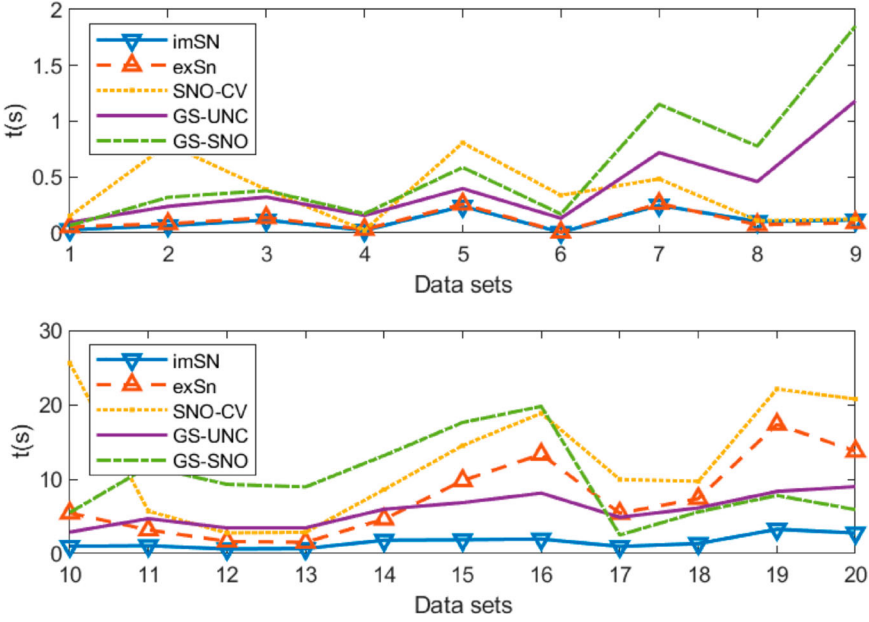 2
1.5
1
0.5
0
t(s)
imSN
exSn
SNO-CV
GS-UNC
GS-SNO
1 2 3 4 5 6 7 8 9
Data sets
30
20
10
0
t(s)
imSN
exSn
SNO-CV
GS-UNC
GS-SNO
10 11 12 13 14 15 16 17 18 19 20
Data sets